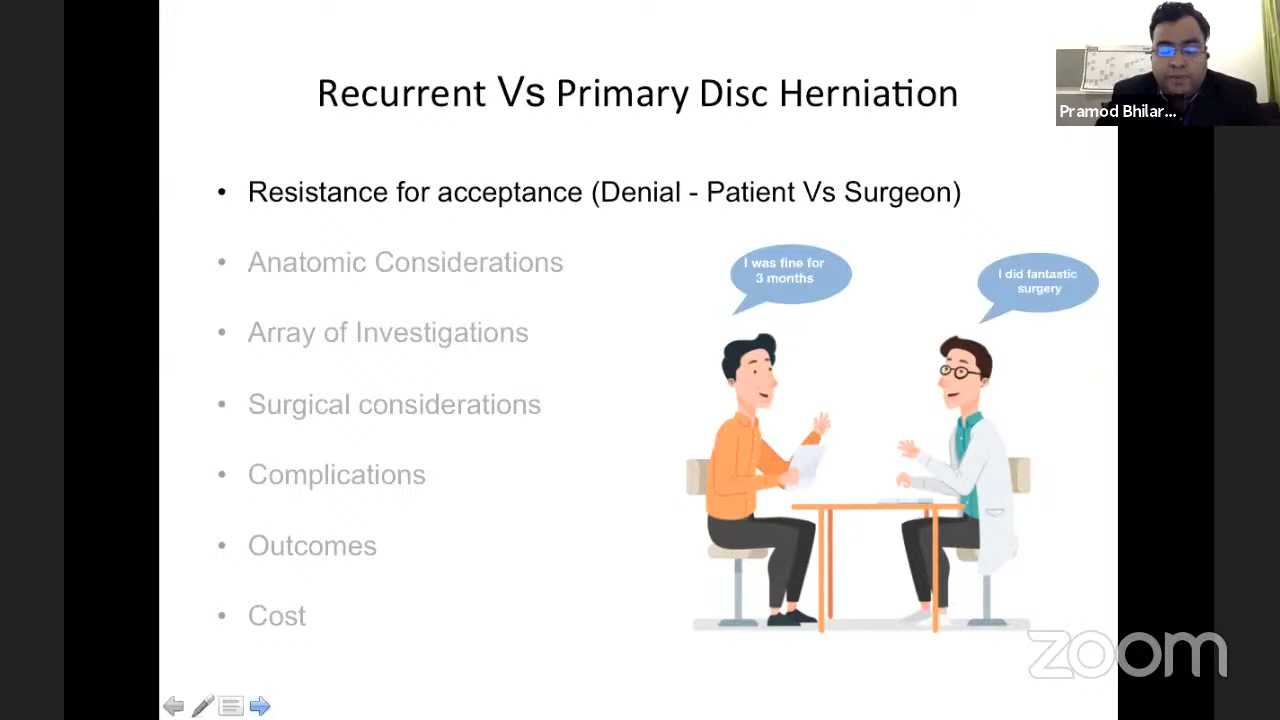 Recurrent Vs Primary Disc Herniation
Pramod Bhilar...
• Resistance for acceptance (Denial - Patient Vs Surgeon)
• Anatomic Considerations
• Array of Investigations
• Surgical considerations
• Complications
• Outcomes
• Cost
I was fine for
3 months
I did fantastic
surgery
zoom